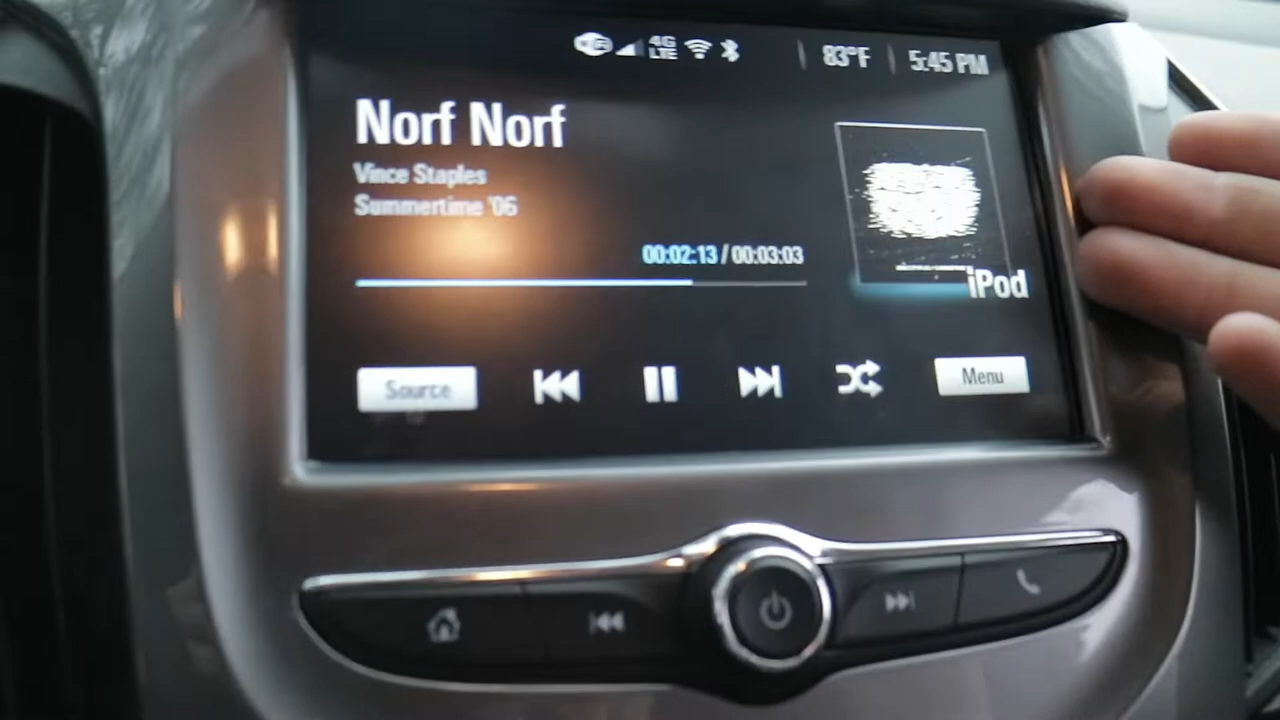 4G LTE 83°F 5:45 PM
Norf Norf
Vince Staples
Summertime '06
00:02:13 / 00:03:03
iPod
Source Menu